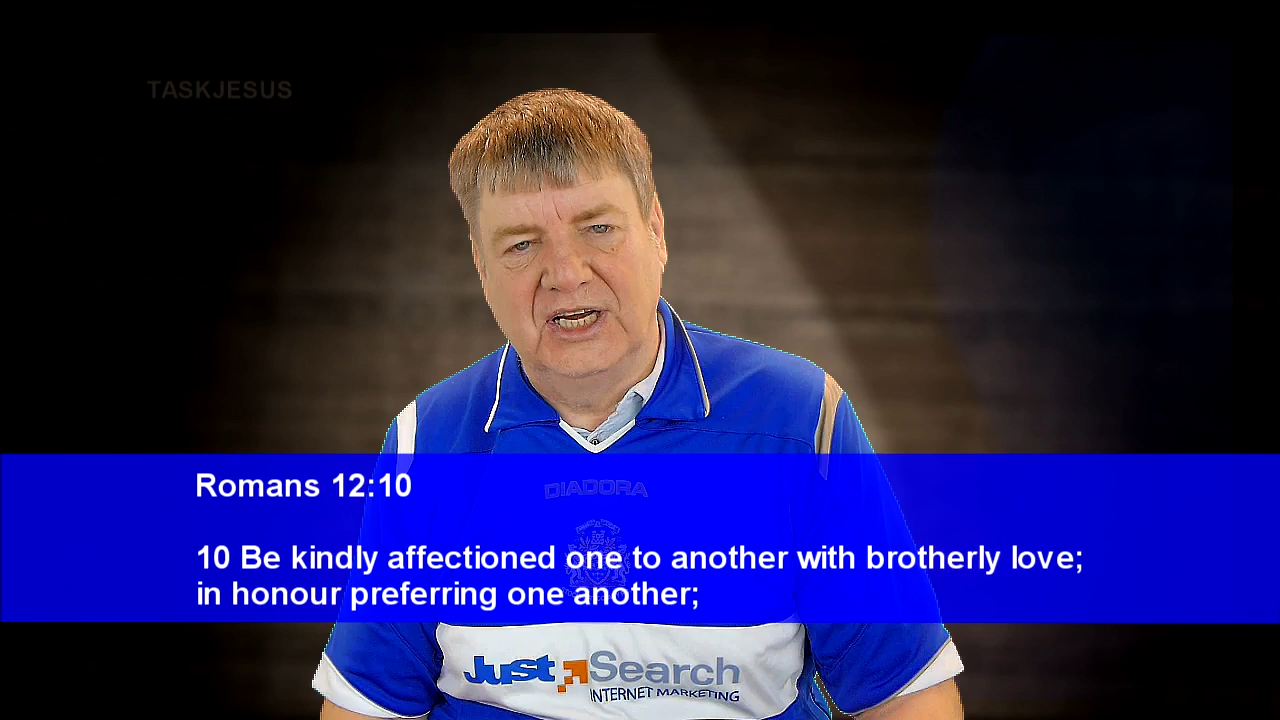 TASKJESUS
Romans 12:10
DIADORA
10 Be kindly affectioned one to another with brotherly love;
in honour preferring one another;
Just Search
INTERNET MARKETING